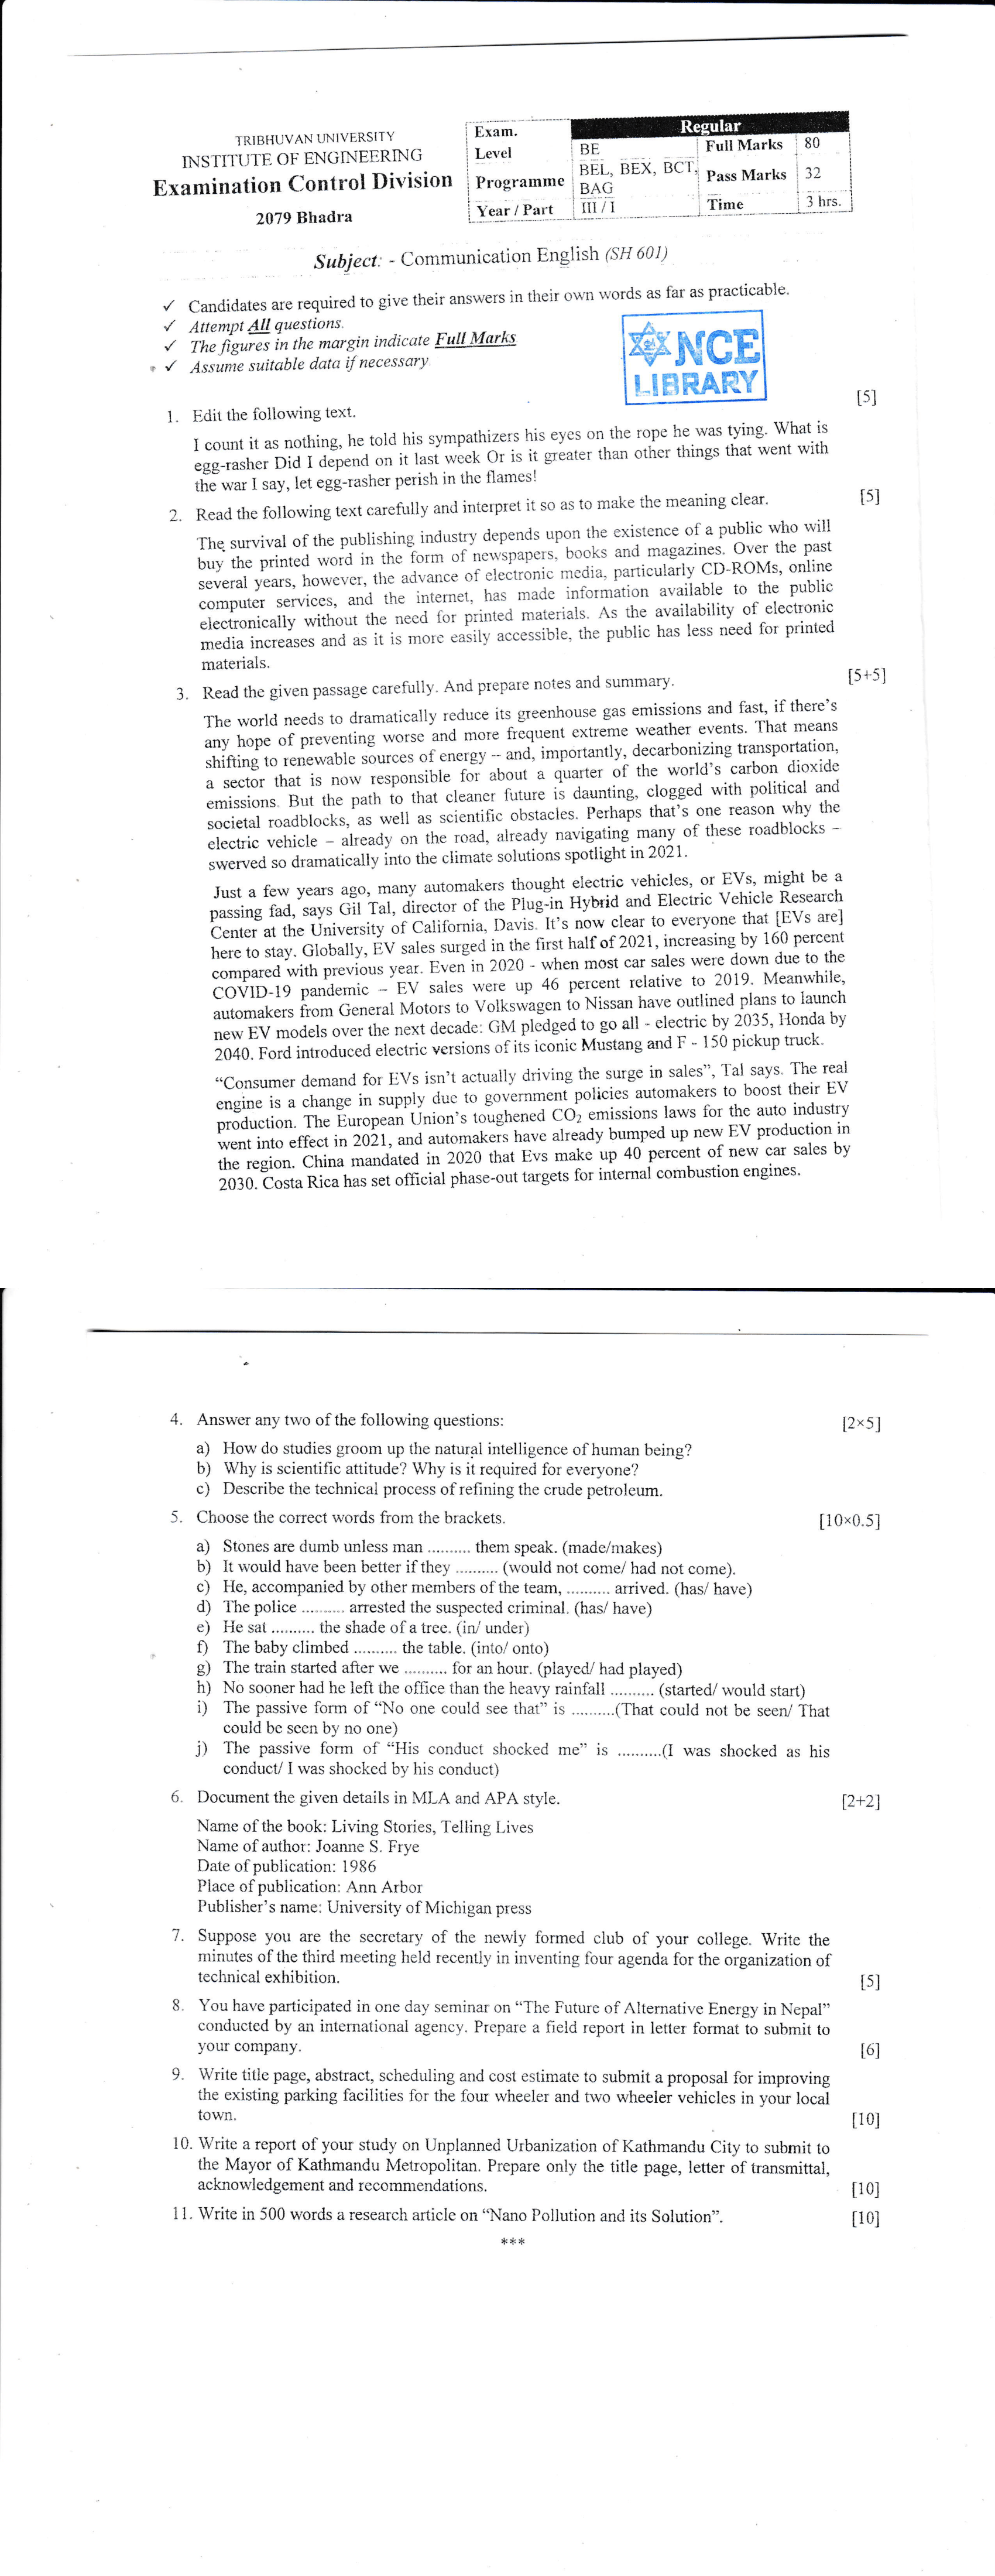 TRIBHUVAN UNIVERSITY
INSTITUTE OF ENGINEERING
Examination Control Division
2079 Bhadra
Exam. Regular
Level BE Full Marks 80
Programme BEL, BEX, BCT, BAG Pass Marks 32
Year / Part III / I Time 3 hrs.
Subject: - Communication English (SH 601)
✓ Candidates are required to give their answers in their own words as far as practicable.
✓ Attempt All questions.
✓ The figures in the margin indicate Full Marks
✓ Assume suitable data if necessary.
NCE
LIBRARY
1. Edit the following text. [5]
I count it as nothing, he told his sympathizers his eyes on the rope he was tying. What is
egg-rasher Did I depend on it last week Or is it greater than other things that went with
the war I say, let egg-rasher perish in the flames!
2. Read the following text carefully and interpret it so as to make the meaning clear. [5]
The survival of the publishing industry depends upon the existence of a public who will
buy the printed word in the form of newspapers, books and magazines. Over the past
several years, however, the advance of electronic media, particularly CD-ROMs, online
computer services, and the internet, has made information available to the public
electronically without the need for printed materials. As the availability of electronic
media increases and as it is more easily accessible, the public has less need for printed
materials.
3. Read the given passage carefully. And prepare notes and summary. [5+5]
The world needs to dramatically reduce its greenhouse gas emissions and fast, if there's
any hope of preventing worse and more frequent extreme weather events. That means
shifting to renewable sources of energy – and, importantly, decarbonizing transportation,
a sector that is now responsible for about a quarter of the world's carbon dioxide
emissions. But the path to that cleaner future is daunting, clogged with political and
societal roadblocks, as well as scientific obstacles. Perhaps that's one reason why the
electric vehicle – already on the road, already navigating many of these roadblocks –
swerved so dramatically into the climate solutions spotlight in 2021.
Just a few years ago, many automakers thought electric vehicles, or EVs, might be a
passing fad, says Gil Tal, director of the Plug-in Hybrid and Electric Vehicle Research
Center at the University of California, Davis. It's now clear to everyone that [EVs are]
here to stay. Globally, EV sales surged in the first half of 2021, increasing by 160 percent
compared with previous year. Even in 2020 - when most car sales were down due to the
COVID-19 pandemic – EV sales were up 46 percent relative to 2019. Meanwhile,
automakers from General Motors to Volkswagen to Nissan have outlined plans to launch
new EV models over the next decade: GM pledged to go all - electric by 2035, Honda by
2040. Ford introduced electric versions of its iconic Mustang and F - 150 pickup truck.
"Consumer demand for EVs isn't actually driving the surge in sales", Tal says. The real
engine is a change in supply due to government policies automakers to boost their EV
production. The European Union's toughened CO₂ emissions laws for the auto industry
went into effect in 2021, and automakers have already bumped up new EV production in
the region. China mandated in 2020 that Evs make up 40 percent of new car sales by
2030. Costa Rica has set official phase-out targets for internal combustion engines.
4. Answer any two of the following questions: [2×5]
a) How do studies groom up the natural intelligence of human being?
b) Why is scientific attitude? Why is it required for everyone?
c) Describe the technical process of refining the crude petroleum.
5. Choose the correct words from the brackets. [10×0.5]
a) Stones are dumb unless man .......... them speak. (made/makes)
b) It would have been better if they .......... (would not come/ had not come).
c) He, accompanied by other members of the team, .......... arrived. (has/ have)
d) The police .......... arrested the suspected criminal. (has/ have)
e) He sat .......... the shade of a tree. (in/ under)
f) The baby climbed .......... the table. (into/ onto)
g) The train started after we .......... for an hour. (played/ had played)
h) No sooner had he left the office than the heavy rainfall .......... (started/ would start)
i) The passive form of "No one could see that" is ..........(That could not be seen/ That
could be seen by no one)
j) The passive form of "His conduct shocked me" is ..........(I was shocked as his
conduct/ I was shocked by his conduct)
6. Document the given details in MLA and APA style. [2+2]
Name of the book: Living Stories, Telling Lives
Name of author: Joanne S. Frye
Date of publication: 1986
Place of publication: Ann Arbor
Publisher's name: University of Michigan press
7. Suppose you are the secretary of the newly formed club of your college. Write the
minutes of the third meeting held recently in inventing four agenda for the organization of
technical exhibition. [5]
8. You have participated in one day seminar on "The Future of Alternative Energy in Nepal"
conducted by an international agency. Prepare a field report in letter format to submit to
your company. [6]
9. Write title page, abstract, scheduling and cost estimate to submit a proposal for improving
the existing parking facilities for the four wheeler and two wheeler vehicles in your local
town. [10]
10. Write a report of your study on Unplanned Urbanization of Kathmandu City to submit to
the Mayor of Kathmandu Metropolitan. Prepare only the title page, letter of transmittal,
acknowledgement and recommendations. [10]
11. Write in 500 words a research article on "Nano Pollution and its Solution". [10]
***